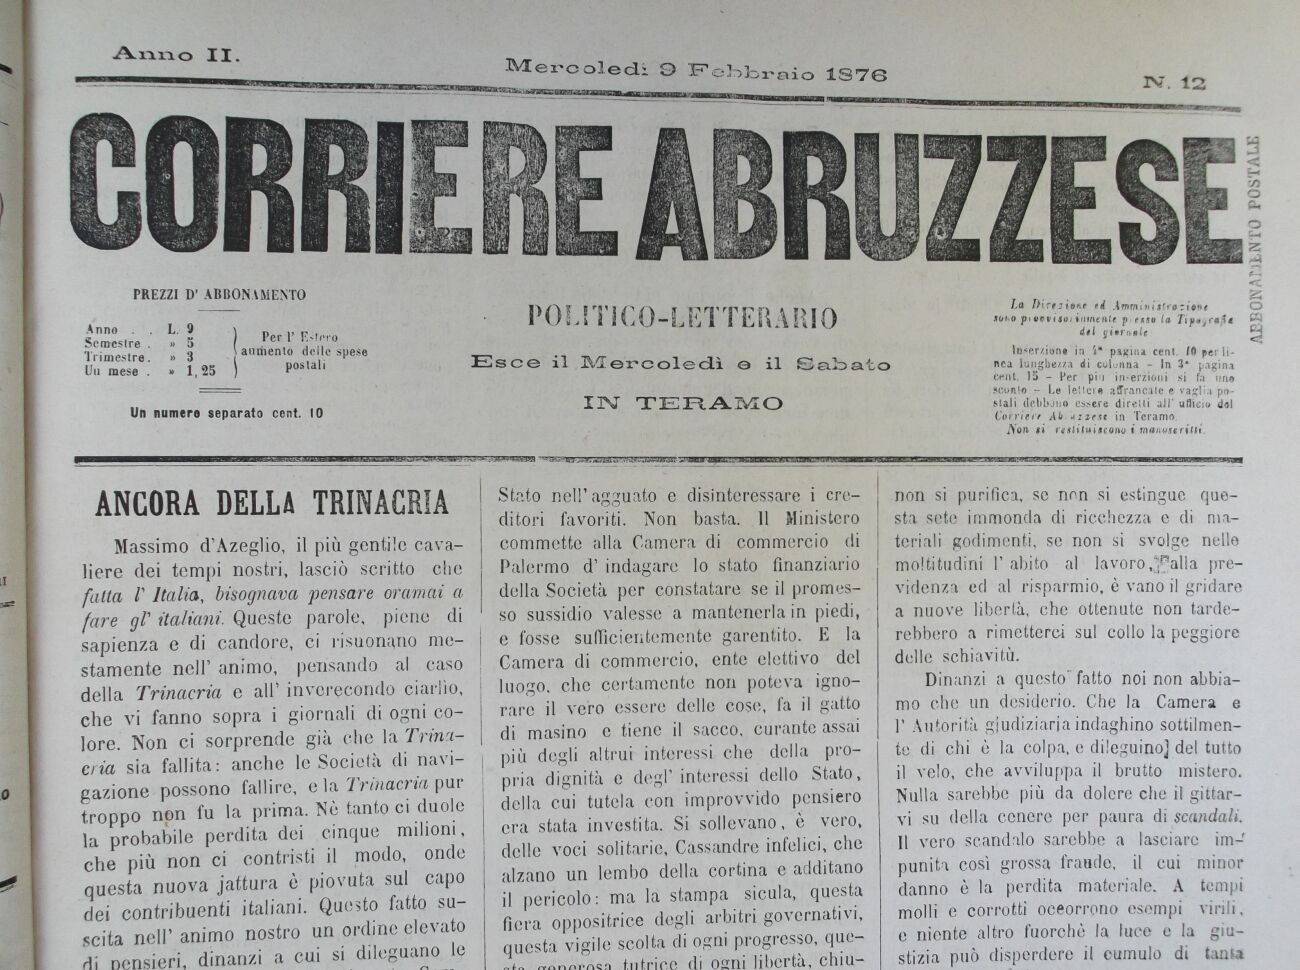 Anno II.
Mercoledì 9 Febbraio 1876
N. 12
CORRIERE ABRUZZESE
ABBONAMENTO POSTALE
PREZZI D' ABBONAMENTO
Anno . . L. 9
Semestre . » 5
Trimestre . » 3
Un mese . » 1,25
Per l' Estero
aumento delle spese
postali
Un numero separato cent. 10
POLITICO-LETTERARIO
Esce il Mercoledì e il Sabato
IN TERAMO
La Direzione ed Amministrazione
sono provvisoriamente presso la Tipografia
del giornale
Inserzione in 4ª pagina cent. 10 per li-
nea lunghezza di colonna - In 3ª pagina
cent. 15 - Per più inserzioni si fa uno
sconto - Le lettere affrancate e vaglia po-
stali debbono essere diretti all' ufficio del
Corriere Abruzzese in Teramo.
Non si restituiscono i manoscritti.
ANCORA DELLA TRINACRIA
Massimo d'Azeglio, il più gentile cava-
liere dei tempi nostri, lasciò scritto che
fatta l' Italia, bisognava pensare oramai a
fare gl' italiani. Queste parole, piene di
sapienza e di candore, ci risuonano me-
stamente nell' animo, pensando al caso
della Trinacria e all' inverecondo ciarlio,
che vi fanno sopra i giornali di ogni co-
lore. Non ci sorprende già che la Trina-
cria sia fallita: anche le Società di navi-
gazione possono fallire, e la Trinacria pur
troppo non fu la prima. Nè tanto ci duole
la probabile perdita dei cinque milioni,
che più non ci contristi il modo, onde
questa nuova jattura è piovuta sul capo
dei contribuenti italiani. Questo fatto su-
scita nell' animo nostro un ordine elevato
di pensieri, dinanzi a cui si dileguano le
Stato nell' agguato e disinteressare i cre-
ditori favoriti. Non basta. Il Ministero
commette alla Camera di commercio di
Palermo d' indagare lo stato finanziario
della Società per constatare se il promes-
so sussidio valesse a mantenerla in piedi,
e fosse sufficientemente garentito. E la
Camera di commercio, ente elettivo del
luogo, che certamente non poteva igno-
rare il vero essere delle cose, fa il gatto
di masino e tiene il sacco, curante assai
più degli altrui interessi che della pro-
pria dignità e degl' interessi dello Stato,
della cui tutela con improvvido pensiero
era stata investita. Si sollevano, è vero,
delle voci solitarie, Cassandre infelici, che
alzano un lembo della cortina e additano
il pericolo: ma la stampa sicula, questa
fiera oppositrice degli arbitri governativi,
questa vigile scolta di ogni progresso, que-
sta generosa tutrice di ogni libertà, chiu-
non si purifica, se non si estingue que-
sta sete immonda di ricchezza e di ma-
teriali godimenti, se non si svolge nelle
moltitudini l' abito al lavoro, alla pre-
videnza ed al risparmio, è vano il gridare
a nuove libertà, che ottenute non tarde-
rebbero a rimetterci sul collo la peggiore
delle schiavitù.
Dinanzi a questo fatto noi non abbia-
mo che un desiderio. Che la Camera e
l' Autorità giudiziaria indaghino sottilmen-
te di chi è la colpa, e dileguino del tutto
il velo, che avviluppa il brutto mistero.
Nulla sarebbe più da dolere che il gittar-
vi su della cenere per paura di scandali.
Il vero scandalo sarebbe a lasciare im-
punita così grossa fraude, il cui minor
danno è la perdita materiale. A tempi
molli e corrotti occorrono esempi virili,
e niente altro fuorchè la luce e la giu-
stizia può disperdere il cumulo di tanta